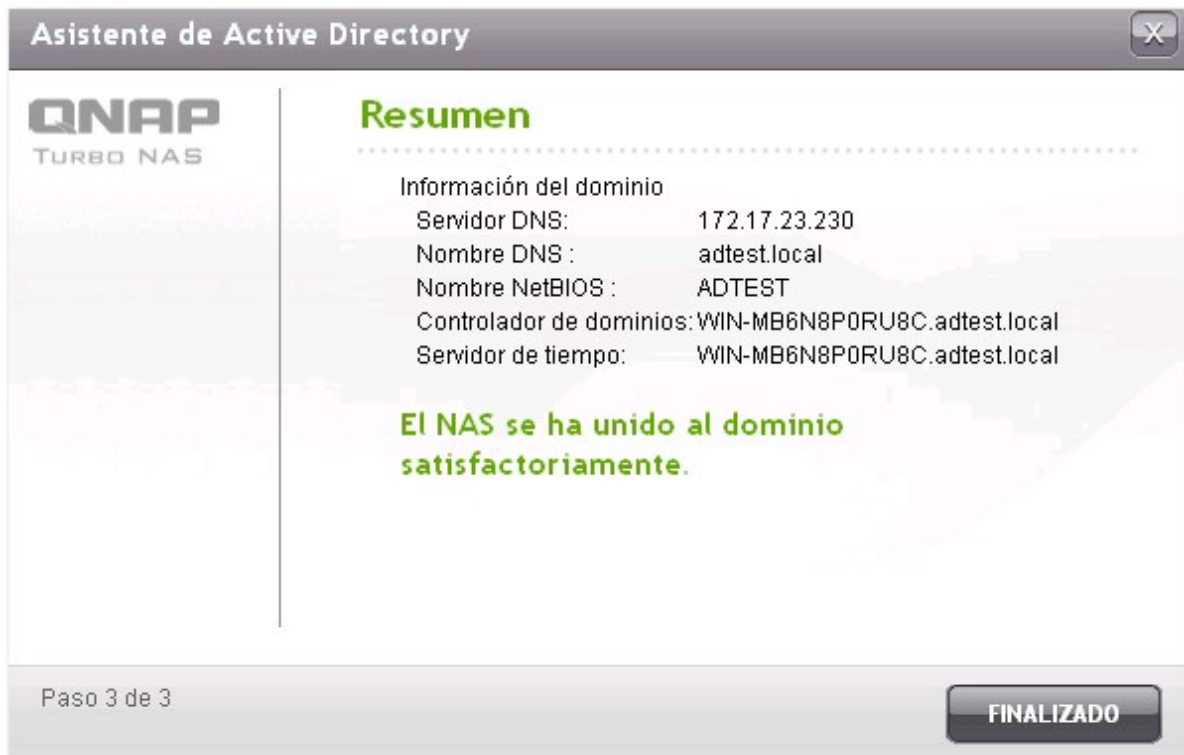 Asistente de Active Directory
X
QNAP
TURBO NAS
Resumen
Información del dominio
Servidor DNS: 172.17.23.230
Nombre DNS : adtest.local
Nombre NetBIOS : ADTEST
Controlador de dominios: WIN-MB6N8P0RU8C.adtest.local
Servidor de tiempo: WIN-MB6N8P0RU8C.adtest.local
El NAS se ha unido al dominio
satisfactoriamente.
Paso 3 de 3
FINALIZADO